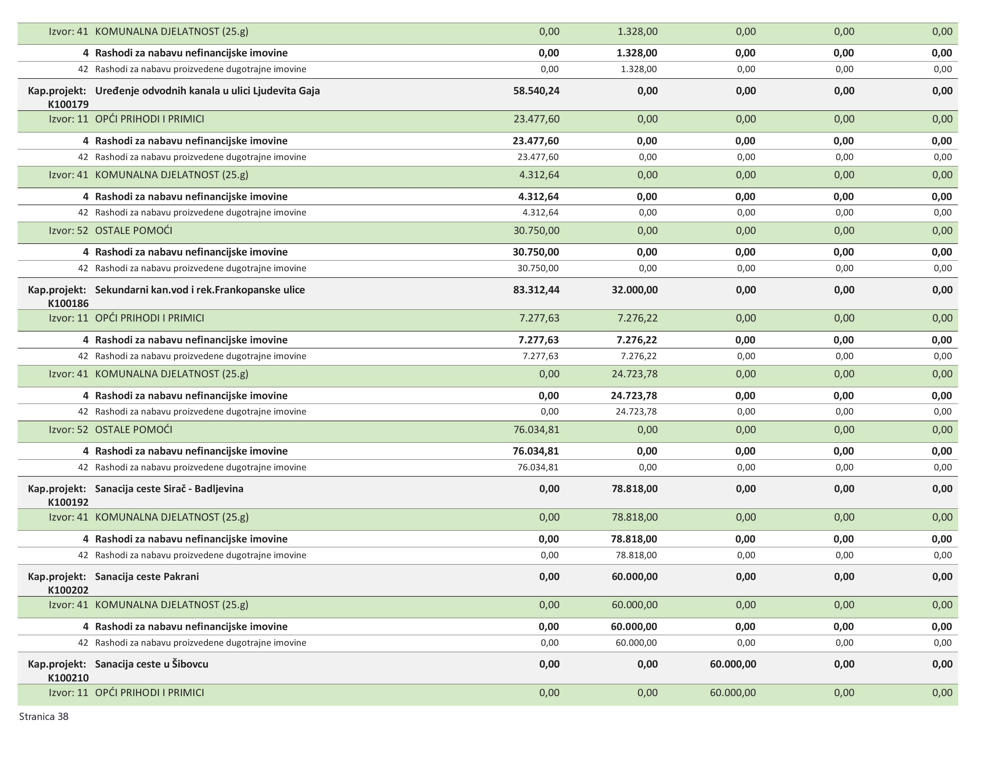 Izvor: 41 KOMUNALNA DJELATNOST (25.g) 0,00 1.328,00 0,00 0,00 0,00
4 Rashodi za nabavu nefinancijske imovine 0,00 1.328,00 0,00 0,00 0,00
42 Rashodi za nabavu proizvedene dugotrajne imovine 0,00 1.328,00 0,00 0,00 0,00
Kap.projekt: Uređenje odvodnih kanala u ulici Ljudevita Gaja 58.540,24 0,00 0,00 0,00 0,00
K100179
Izvor: 11 OPĆI PRIHODI I PRIMICI 23.477,60 0,00 0,00 0,00 0,00
4 Rashodi za nabavu nefinancijske imovine 23.477,60 0,00 0,00 0,00 0,00
42 Rashodi za nabavu proizvedene dugotrajne imovine 23.477,60 0,00 0,00 0,00 0,00
Izvor: 41 KOMUNALNA DJELATNOST (25.g) 4.312,64 0,00 0,00 0,00 0,00
4 Rashodi za nabavu nefinancijske imovine 4.312,64 0,00 0,00 0,00 0,00
42 Rashodi za nabavu proizvedene dugotrajne imovine 4.312,64 0,00 0,00 0,00 0,00
Izvor: 52 OSTALE POMOĆI 30.750,00 0,00 0,00 0,00 0,00
4 Rashodi za nabavu nefinancijske imovine 30.750,00 0,00 0,00 0,00 0,00
42 Rashodi za nabavu proizvedene dugotrajne imovine 30.750,00 0,00 0,00 0,00 0,00
Kap.projekt: Sekundarni kan.vod i rek.Frankopanske ulice 83.312,44 32.000,00 0,00 0,00 0,00
K100186
Izvor: 11 OPĆI PRIHODI I PRIMICI 7.277,63 7.276,22 0,00 0,00 0,00
4 Rashodi za nabavu nefinancijske imovine 7.277,63 7.276,22 0,00 0,00 0,00
42 Rashodi za nabavu proizvedene dugotrajne imovine 7.277,63 7.276,22 0,00 0,00 0,00
Izvor: 41 KOMUNALNA DJELATNOST (25.g) 0,00 24.723,78 0,00 0,00 0,00
4 Rashodi za nabavu nefinancijske imovine 0,00 24.723,78 0,00 0,00 0,00
42 Rashodi za nabavu proizvedene dugotrajne imovine 0,00 24.723,78 0,00 0,00 0,00
Izvor: 52 OSTALE POMOĆI 76.034,81 0,00 0,00 0,00 0,00
4 Rashodi za nabavu nefinancijske imovine 76.034,81 0,00 0,00 0,00 0,00
42 Rashodi za nabavu proizvedene dugotrajne imovine 76.034,81 0,00 0,00 0,00 0,00
Kap.projekt: Sanacija ceste Sirač - Badljevina 0,00 78.818,00 0,00 0,00 0,00
K100192
Izvor: 41 KOMUNALNA DJELATNOST (25.g) 0,00 78.818,00 0,00 0,00 0,00
4 Rashodi za nabavu nefinancijske imovine 0,00 78.818,00 0,00 0,00 0,00
42 Rashodi za nabavu proizvedene dugotrajne imovine 0,00 78.818,00 0,00 0,00 0,00
Kap.projekt: Sanacija ceste Pakrani 0,00 60.000,00 0,00 0,00 0,00
K100202
Izvor: 41 KOMUNALNA DJELATNOST (25.g) 0,00 60.000,00 0,00 0,00 0,00
4 Rashodi za nabavu nefinancijske imovine 0,00 60.000,00 0,00 0,00 0,00
42 Rashodi za nabavu proizvedene dugotrajne imovine 0,00 60.000,00 0,00 0,00 0,00
Kap.projekt: Sanacija ceste u Šibovcu 0,00 0,00 60.000,00 0,00 0,00
K100210
Izvor: 11 OPĆI PRIHODI I PRIMICI 0,00 0,00 60.000,00 0,00 0,00
Stranica 38